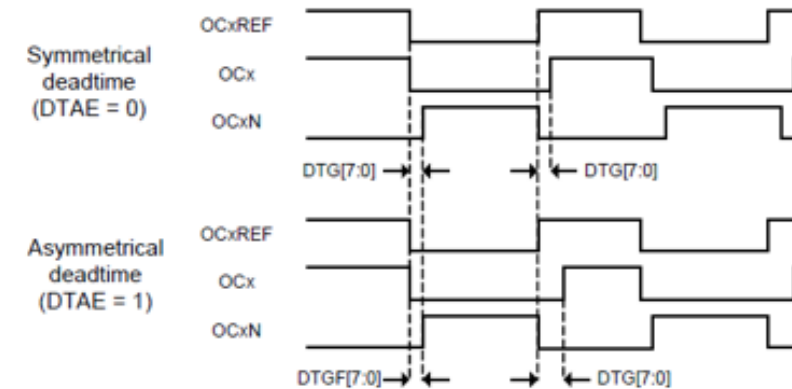 OCxREF
Symmetrical
deadtime
(DTAE = 0)
OCx
OCxN
DTG[7:0]
DTG[7:0]
OCxREF
Asymmetrical
deadtime
(DTAE = 1)
OCx
OCxN
DTGF[7:0]
DTG[7:0]